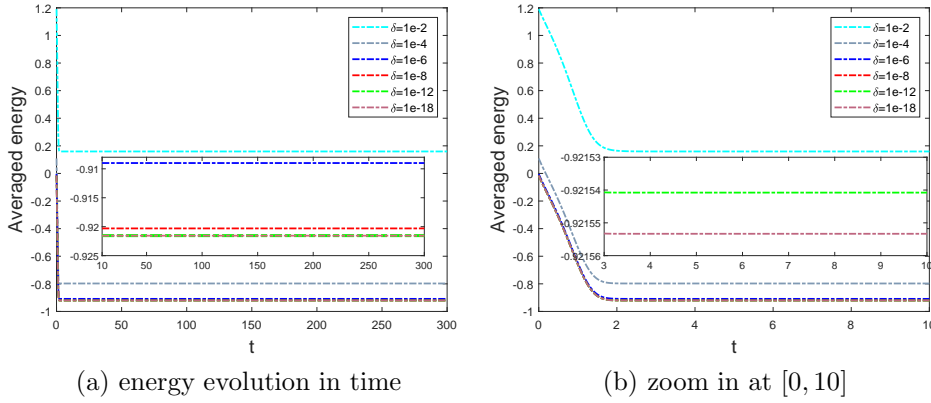 1.2
1
0.8
0.6
0.4
0.2
0
-0.2
-0.4
-0.6
-0.8
-1
Averaged energy
δ=1e-2
δ=1e-4
δ=1e-6
δ=1e-8
δ=1e-12
δ=1e-18
-0.91
-0.915
-0.92
-0.925
10 50 100 150 200 250 300
0 50 100 150 200 250 300
t
(a) energy evolution in time
1.2
1
0.8
0.6
0.4
0.2
0
-0.2
-0.4
-0.6
-0.8
-1
Averaged energy
δ=1e-2
δ=1e-4
δ=1e-6
δ=1e-8
δ=1e-12
δ=1e-18
-0.92153
-0.92154
-0.92155
-0.92156
3 4 5 6 7 8 9 10
0 2 4 6 8 10
t
(b) zoom in at [0, 10]